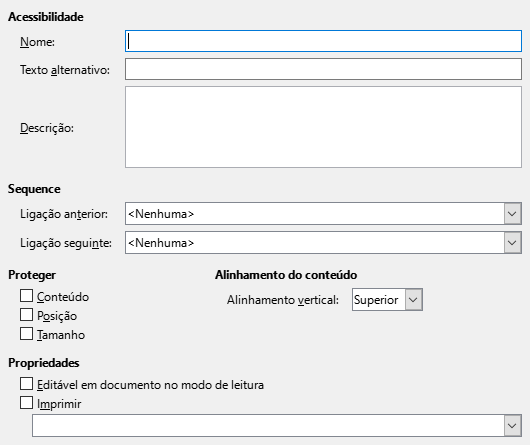 Acessibilidade
Nome:
Texto alternativo:
Descrição:
Sequence
Ligação anterior: <Nenhuma>
Ligação seguinte: <Nenhuma>
Proteger Alinhamento do conteúdo
Conteúdo Alinhamento vertical: Superior
Posição
Tamanho
Propriedades
Editável em documento no modo de leitura
Imprimir